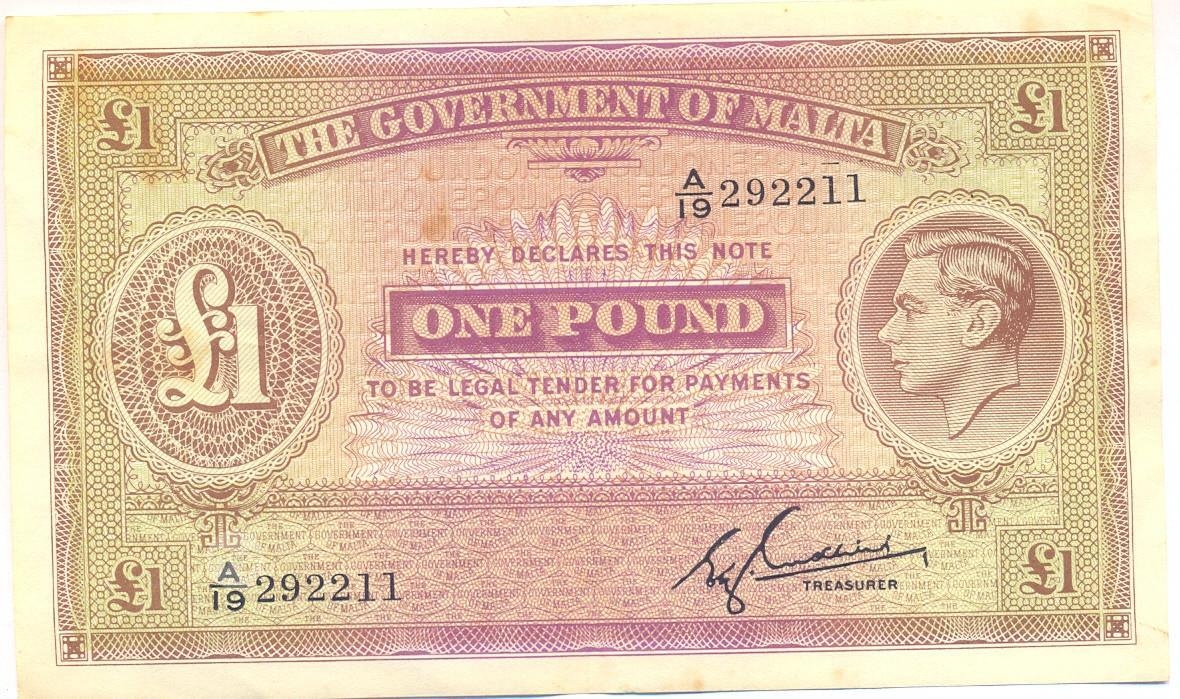 £1 £1
THE GOVERNMENT OF MALTA
A/19 292211
HEREBY DECLARES THIS NOTE
£1
ONE POUND
TO BE LEGAL TENDER FOR PAYMENTS
OF ANY AMOUNT
£1 £1
A/19 292211
TREASURER